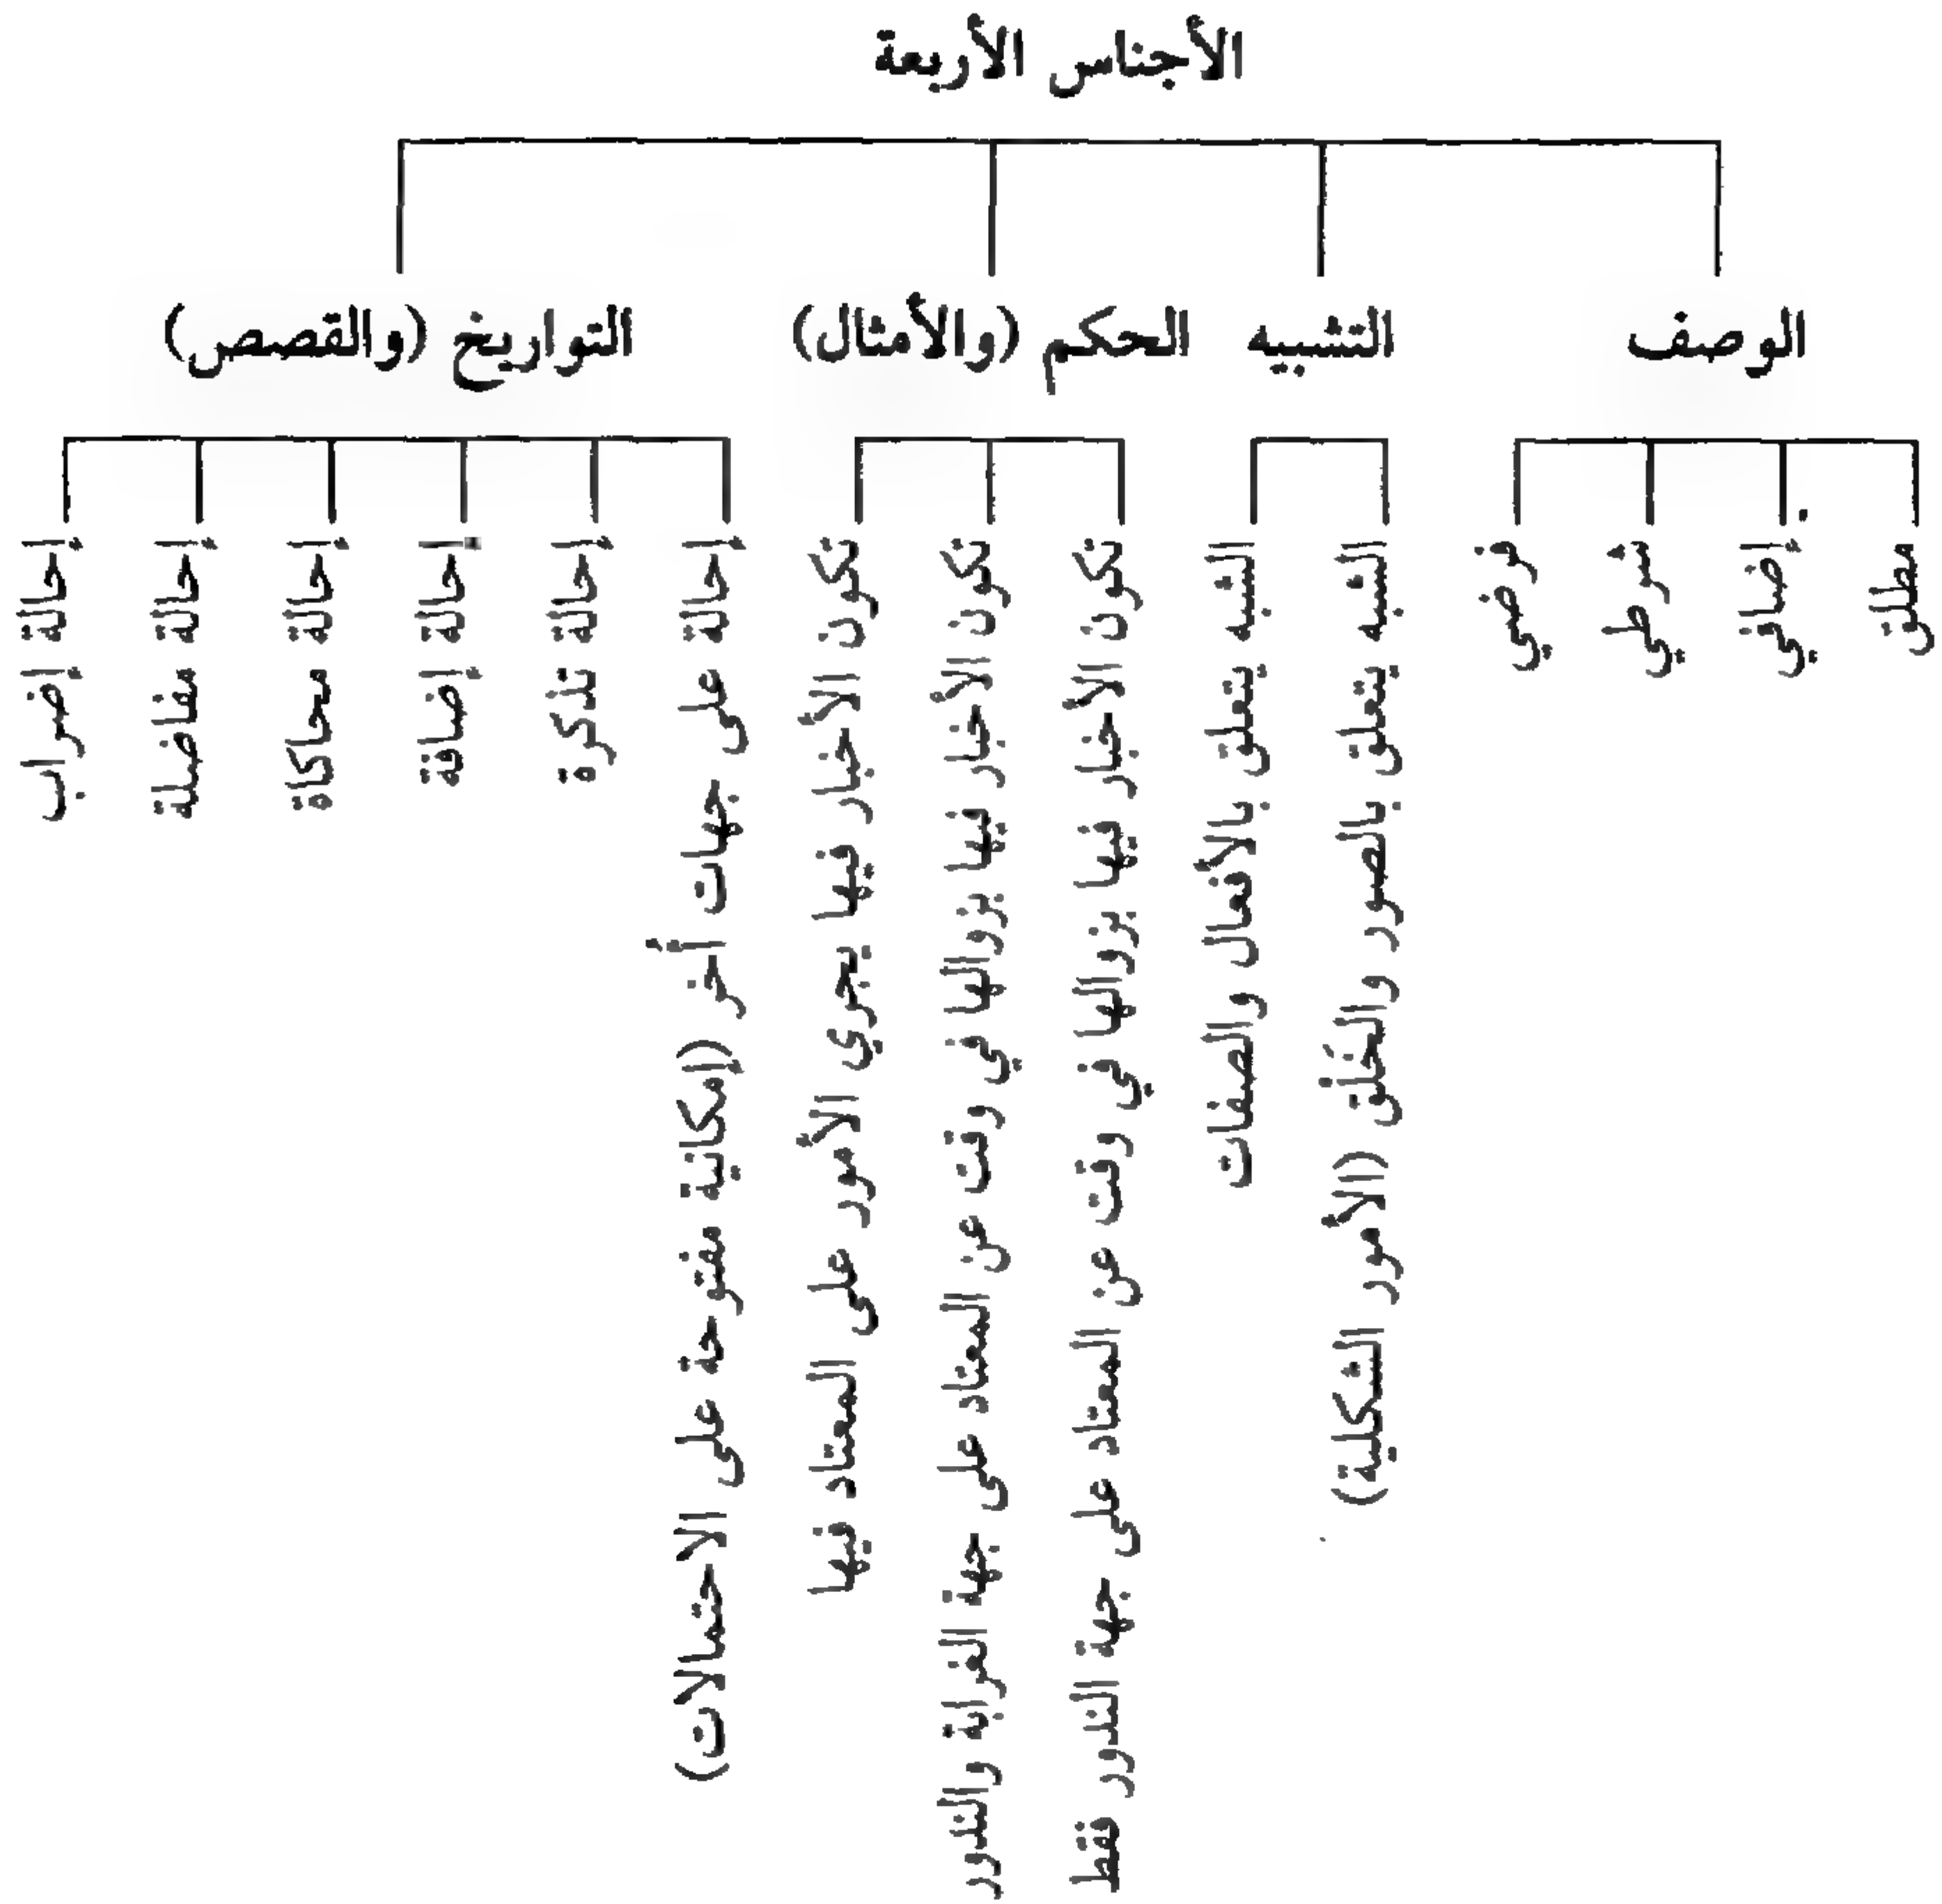 الأجناس الأربعة
الوصف
التشبيه
الحكم (والأمثال)
التواريخ (والقصص)
مطلق
إضافي
شرطي
فرضي
الشبه يتعلق بالصور والخُلُق (الأمور الشكلية)
الشبه يتعلق بالأفعال والصفات
تكون الأخبار فيها بزوالها في وقت عن المعتاد على جهة الندور فقط
تكون الأخبار فيها بزوالها في وقت عن المعتاد على جهة الغرابة والندور
تكون الأخبار فيها بجري الأمور على المعتاد فيها
إحالة على جهات أُخر (إمكانية مفتوحة على الاحتمالات)
إحالة تذكرة
إحالة إضافة
إحالة محاكاة
إحالة مفاضلة
إحالة إضراب